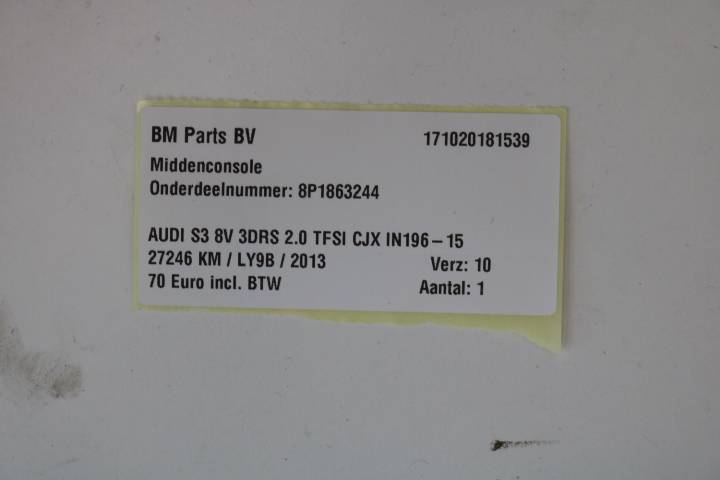 BM Parts BV 171020181539
Middenconsole
Onderdeelnummer: 8P1863244
AUDI S3 8V 3DRS 2.0 TFSI CJX IN196-15
27246 KM / LY9B / 2013 Verz: 10
70 Euro incl. BTW Aantal: 1